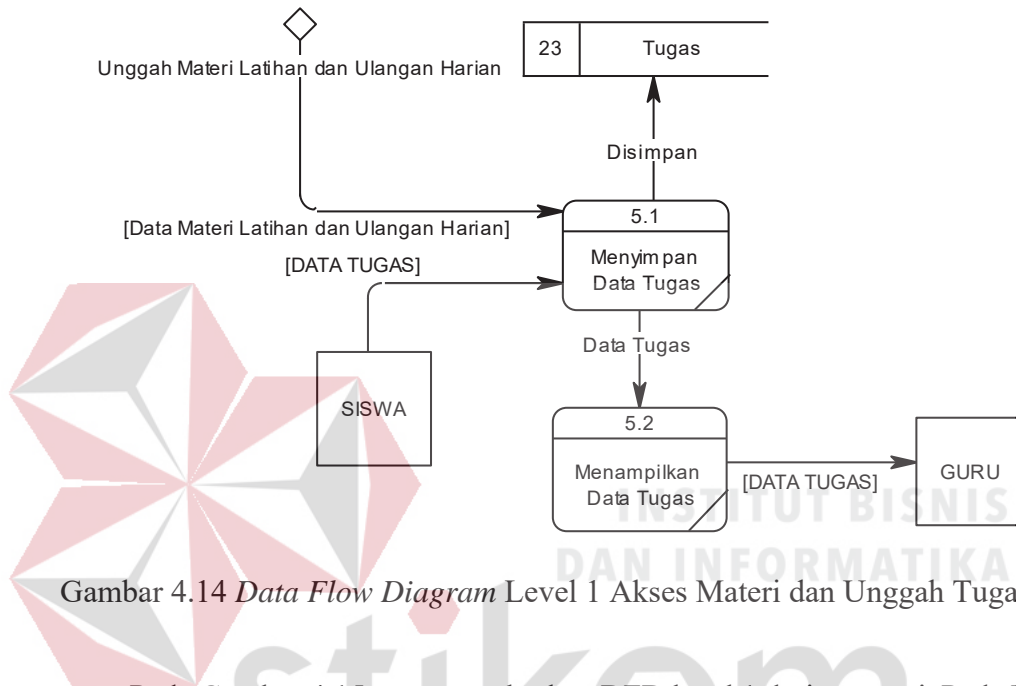 23 Tugas
Unggah Materi Latihan dan Ulangan Harian
Disimpan
5.1
[Data Materi Latihan dan Ulangan Harian]
Menyimpan
Data Tugas
[DATA TUGAS]
Data Tugas
SISWA
5.2
Menampilkan
Data Tugas
[DATA TUGAS]
GURU
INSTITUT BISNIS
DAN INFORMATIKA
Gambar 4.14 Data Flow Diagram Level 1 Akses Materi dan Unggah Tuga
stikom